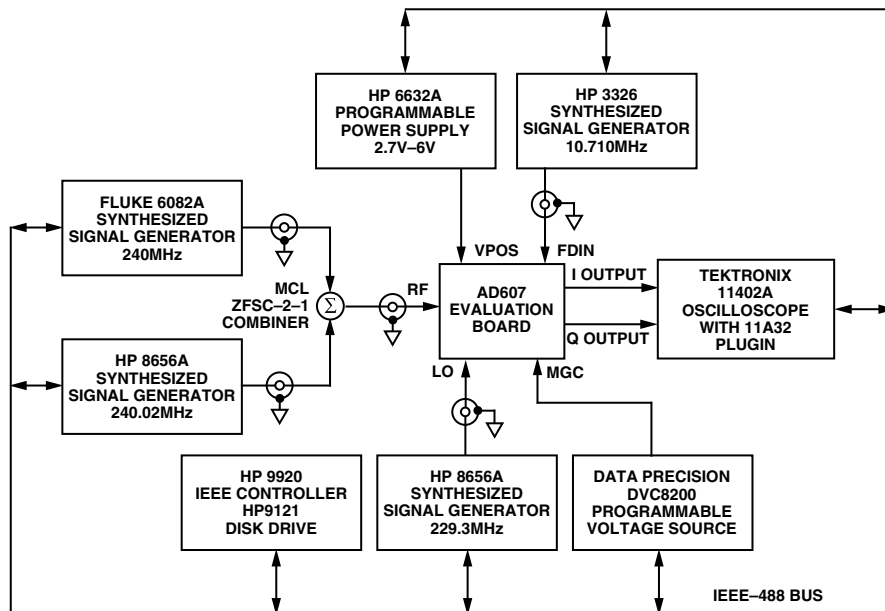 HP 6632A
PROGRAMMABLE
POWER SUPPLY
2.7V–6V
HP 3326
SYNTHESIZED
SIGNAL GENERATOR
10.710MHz
FLUKE 6082A
SYNTHESIZED
SIGNAL GENERATOR
240MHz
VPOS
FDIN
I OUTPUT
MCL
ZFSC–2–1
COMBINER
Σ
RF
AD607
EVALUATION
BOARD
TEKTRONIX
11402A
OSCILLOSCOPE
WITH 11A32
PLUGIN
Q OUTPUT
HP 8656A
SYNTHESIZED
SIGNAL GENERATOR
240.02MHz
LO
MGC
HP 9920
IEEE CONTROLLER
HP9121
DISK DRIVE
HP 8656A
SYNTHESIZED
SIGNAL GENERATOR
229.3MHz
DATA PRECISION
DVC8200
PROGRAMMABLE
VOLTAGE SOURCE
IEEE–488 BUS